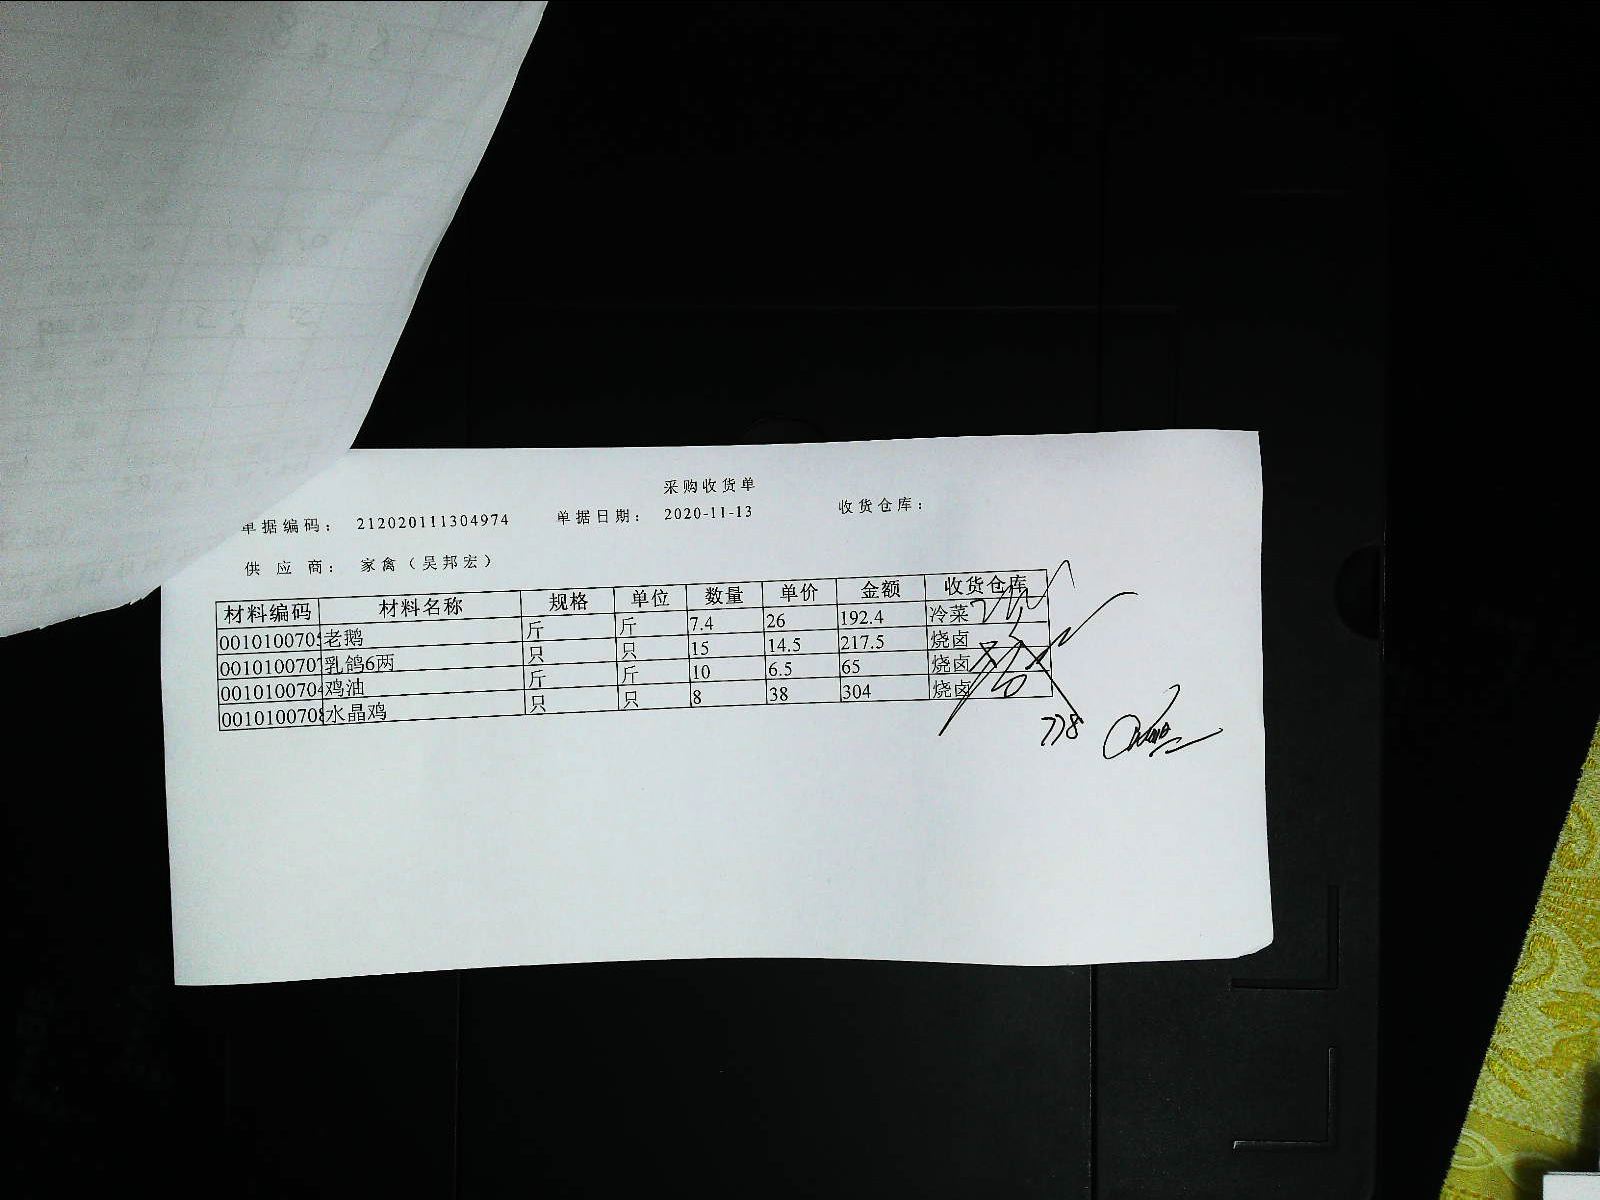 采购收货单
单据编码： 212020111304974 单据日期： 2020-11-13 收货仓库：
供应商： 家禽（吴邦宏）
材料编码 材料名称 规格 单位 数量 单价 金额 收货仓库
001010070 老鹅 斤 斤 7.4 26 192.4 冷菜
001010070 乳鸽6两 只 只 15 14.5 217.5 烧卤
001010070 鸡油 斤 斤 10 6.5 65 烧卤
001010070 水晶鸡 只 只 8 38 304 烧卤
778